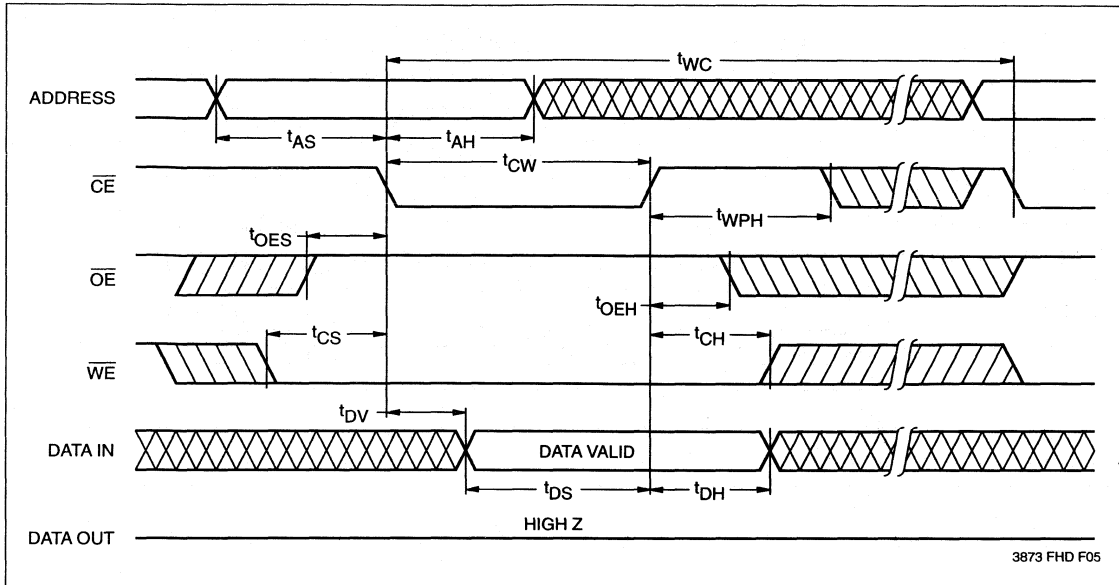 tWC
ADDRESS
tAS
tAH
tCW
CE
tWPH
tOES
OE
tOEH
tCS
tCH
WE
tDV
DATA IN
DATA VALID
tDS
tDH
HIGH Z
DATA OUT
3873 FHD F05